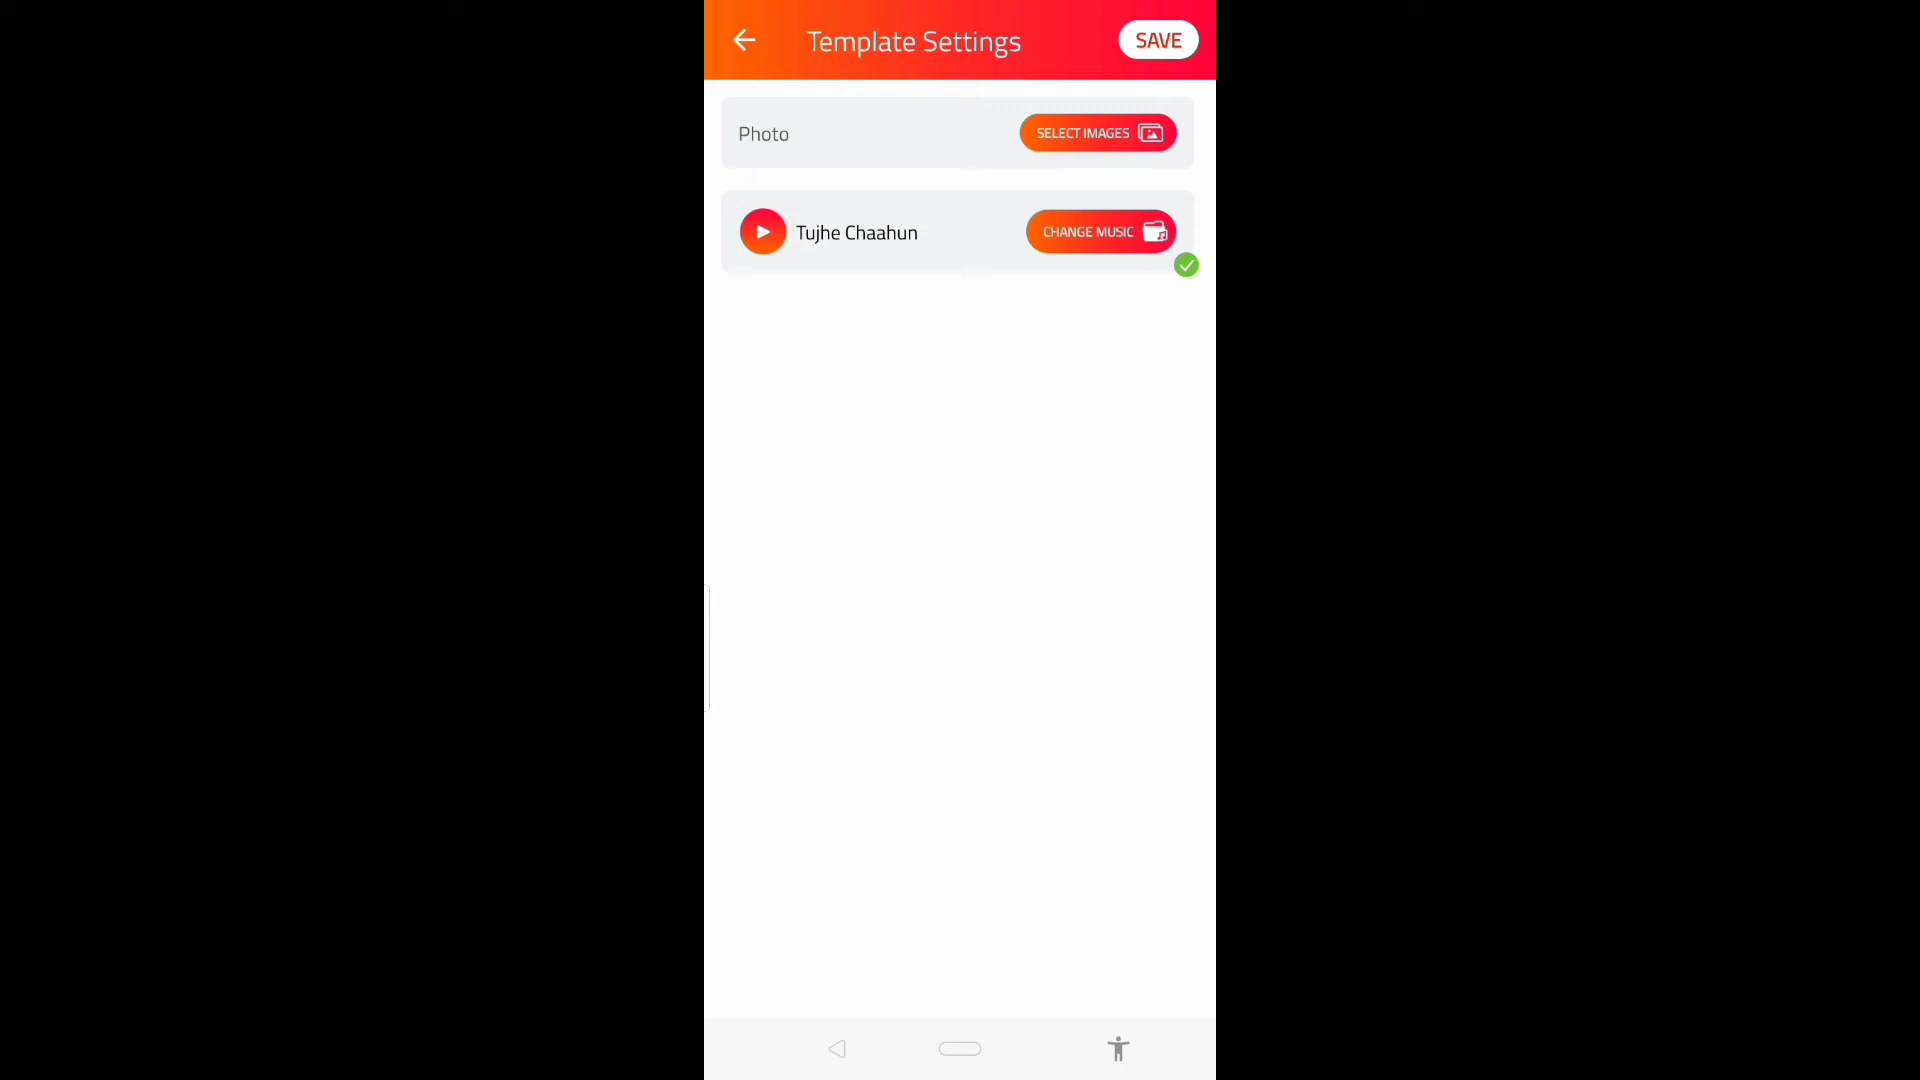 Template Settings
SAVE
Photo
SELECT IMAGES
Tujhe Chaahun
CHANGE MUSIC